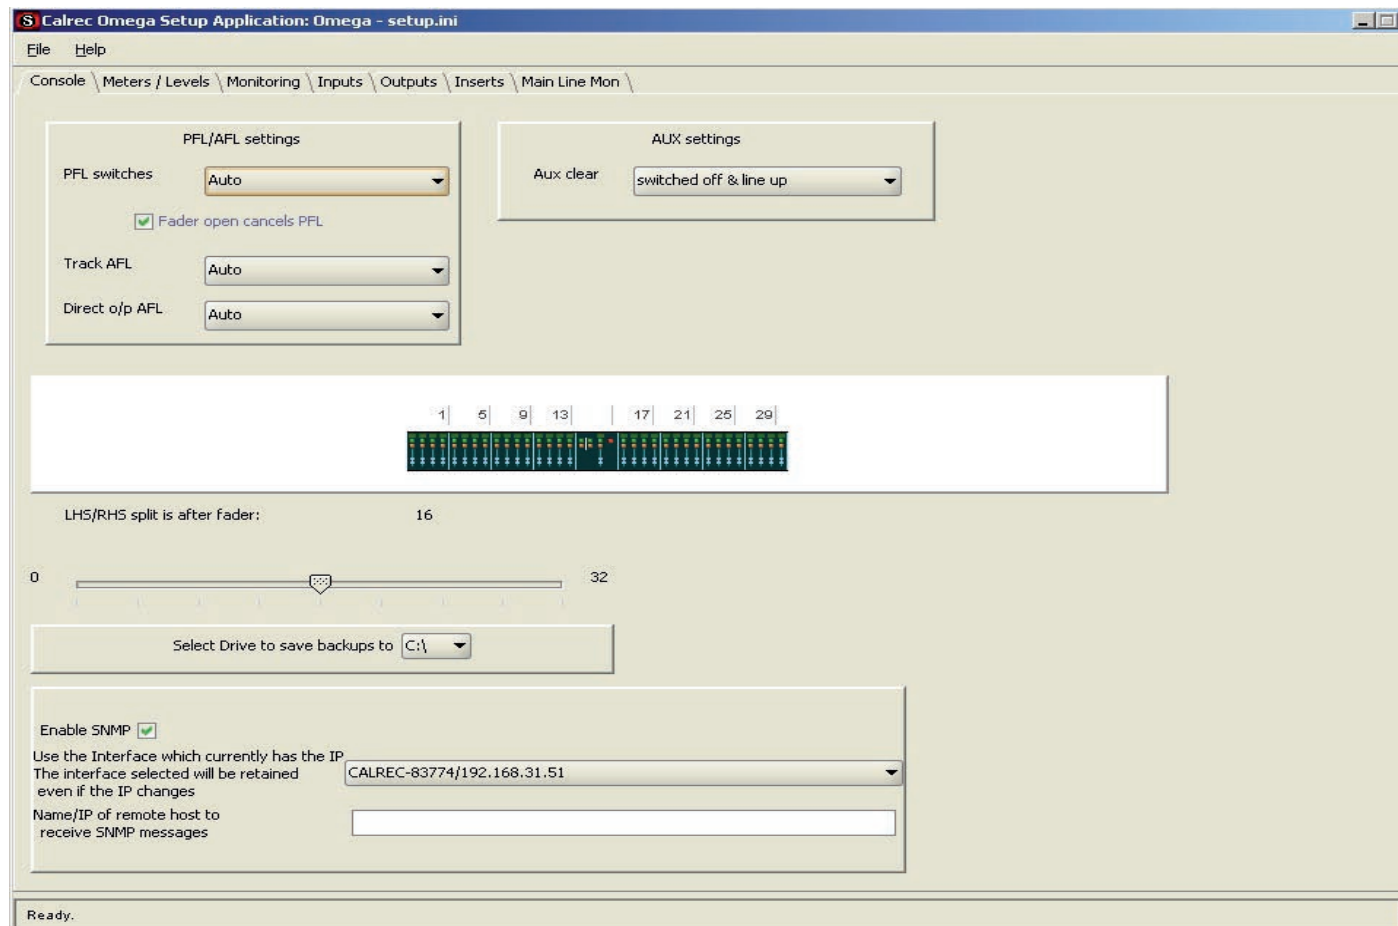 S Calrec Omega Setup Application: Omega - setup.ini
File Help
Console Meters / Levels Monitoring Inputs Outputs Inserts Main Line Mon
PFL/AFL settings
PFL switches Auto
Fader open cancels PFL
Track AFL Auto
Direct o/p AFL Auto
AUX settings
Aux clear switched off & line up
1 5 9 13 17 21 25 29
LHS/RHS split is after fader: 16
0 32
Select Drive to save backups to C:\
Enable SNMP
Use the Interface which currently has the IP
The interface selected will be retained
even if the IP changes
CALREC-83774/192.168.31.51
Name/IP of remote host to
receive SNMP messages
Ready.